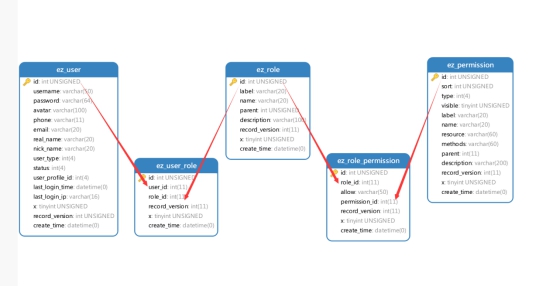 ez_user
id: int UNSIGNED
username: varchar(50)
password: varchar(64)
avatar: varchar(100)
phone: varchar(11)
email: varchar(20)
real_name: varchar(20)
nick_name: varchar(20)
user_type: int(4)
status: int(4)
user_profile_id: int(4)
last_login_time: datetime(0)
last_login_ip: varchar(16)
x: tinyint UNSIGNED
record_version: int UNSIGNED
create_time: datetime(0)
ez_user_role
id: int UNSIGNED
user_id: int(11)
role_id: int(11)
record_version: int(11)
x: tinyint UNSIGNED
create_time: datetime(0)
ez_role
id: int UNSIGNED
label: varchar(20)
name: varchar(20)
parent: int UNSIGNED
description: varchar(100)
record_version: int(11)
x: tinyint UNSIGNED
create_time: datetime(0)
ez_role_permission
id: int UNSIGNED
role_id: int(11)
allow: varchar(50)
permission_id: int(11)
record_version: int(11)
x: tinyint UNSIGNED
create_time: datetime(0)
ez_permission
id: int UNSIGNED
sort: int UNSIGNED
type: int(4)
visible: tinyint UNSIGNED
label: varchar(20)
name: varchar(20)
resource: varchar(60)
methods: varchar(60)
parent: int(11)
description: varchar(200)
record_version: int(11)
x: tinyint UNSIGNED
create_time: datetime(0)